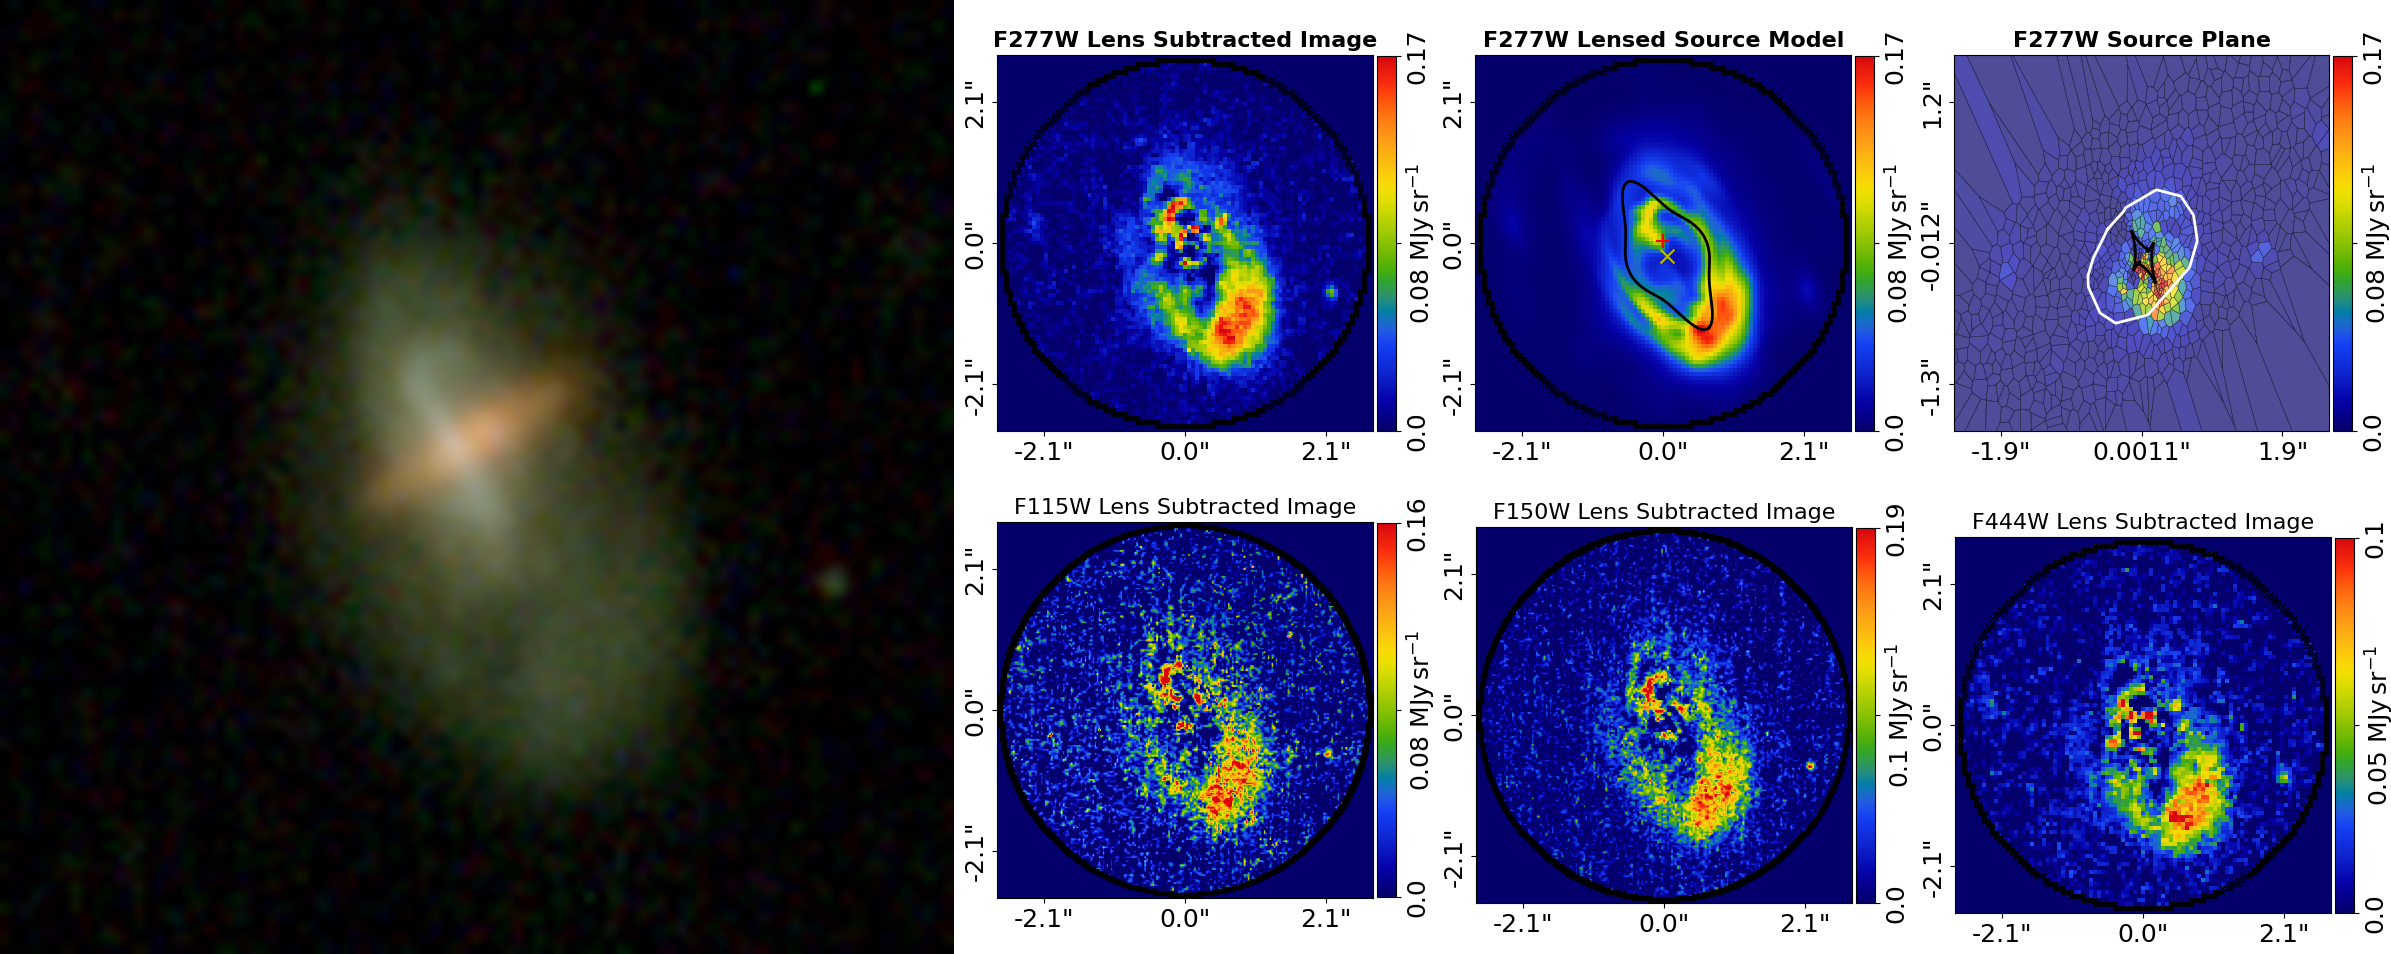 F277W Lens Subtracted Image
2.1"
0.0"
-2.1"
-2.1" 0.0" 2.1"
0.17
0.08 MJy sr⁻¹
0.0
F277W Lensed Source Model
2.1"
0.0"
-2.1"
-2.1" 0.0" 2.1"
0.17
0.08 MJy sr⁻¹
0.0
F277W Source Plane
1.2"
-0.012"
-1.3"
-1.9" 0.0011" 1.9"
0.17
0.08 MJy sr⁻¹
0.0
F115W Lens Subtracted Image
2.1"
0.0"
-2.1"
-2.1" 0.0" 2.1"
0.16
0.08 MJy sr⁻¹
0.0
F150W Lens Subtracted Image
2.1"
0.0"
-2.1"
-2.1" 0.0" 2.1"
0.19
0.1 MJy sr⁻¹
0.0
F444W Lens Subtracted Image
2.1"
0.0"
-2.1"
-2.1" 0.0" 2.1"
0.1
0.05 MJy sr⁻¹
0.0